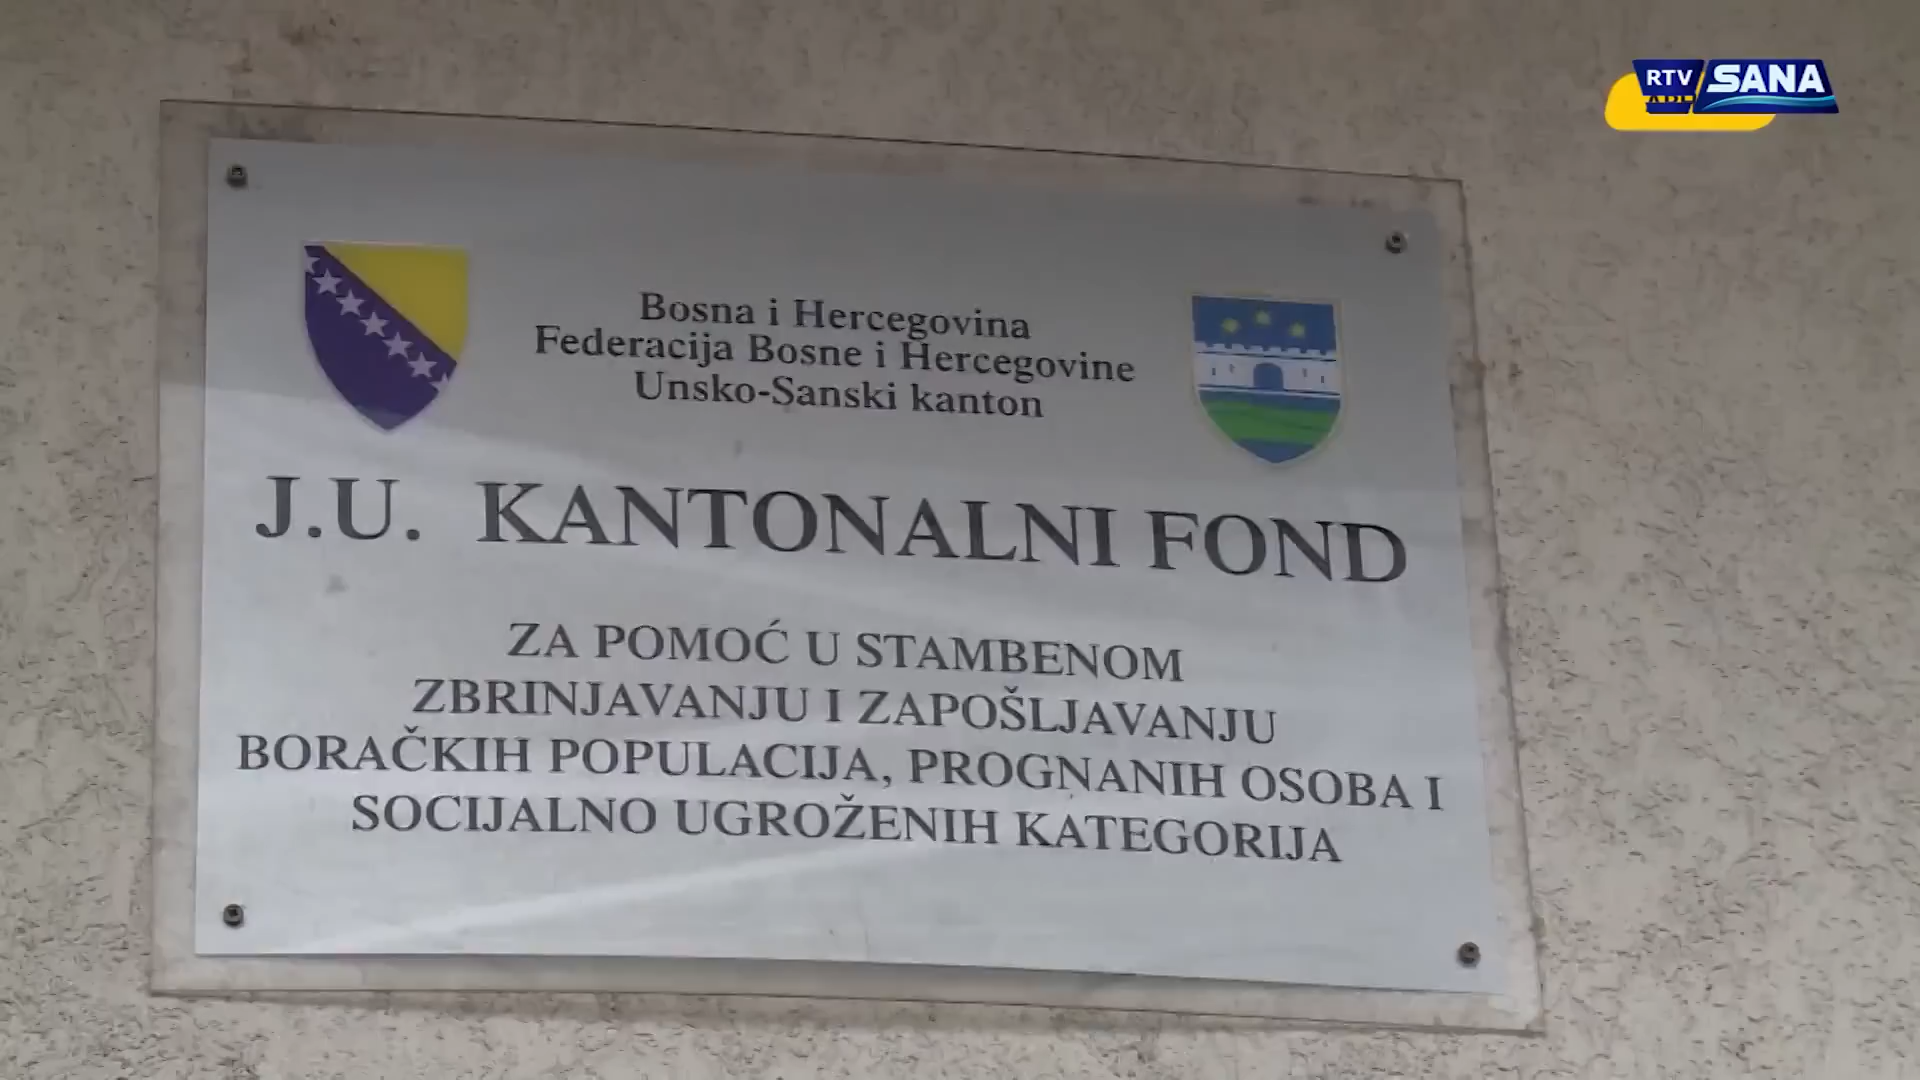 RTV SANA
Bosna i Hercegovina
Federacija Bosne i Hercegovine
Unsko-Sanski kanton
J.U. KANTONALNI FOND
ZA POMOĆ U STAMBENOM
ZBRINJAVANJU I ZAPOŠLJAVANJU
BORAČKIH POPULACIJA, PROGNANIH OSOBA I
SOCIJALNO UGROŽENIH KATEGORIJA